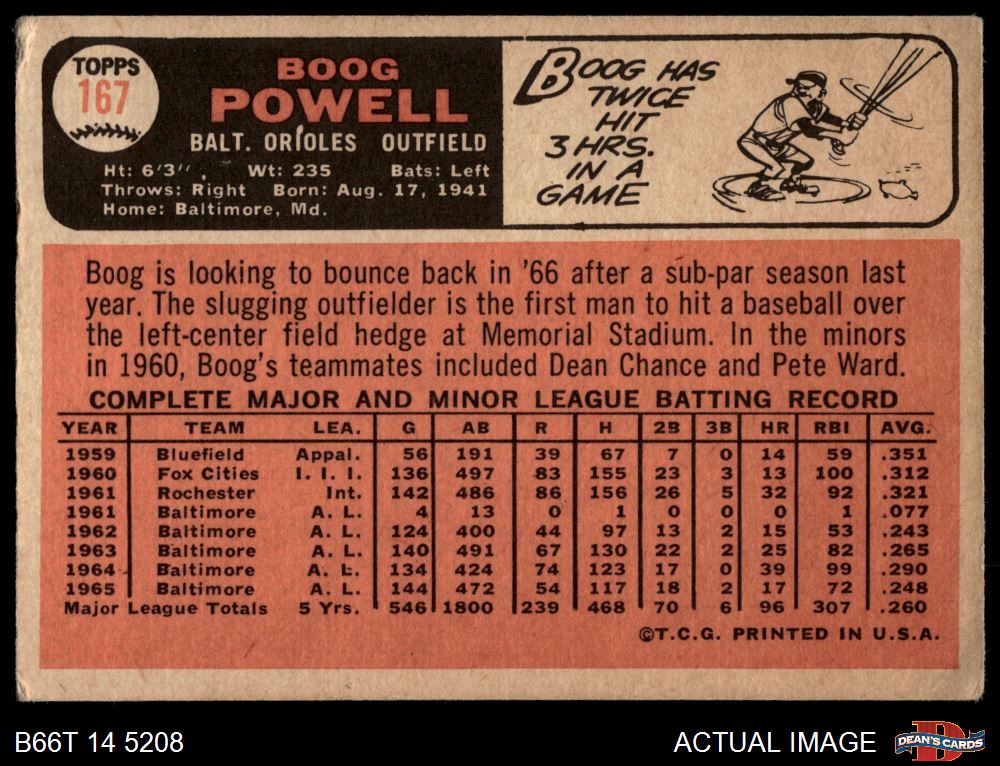 TOPPS
167
BOOG
POWELL
BALT. ORIOLES OUTFIELD
Ht: 6'3", Wt: 235 Bats: Left
Throws: Right Born: Aug. 17, 1941
Home: Baltimore, Md.
BOOG HAS
TWICE
HIT
3 HRS.
IN A
GAME
Boog is looking to bounce back in '66 after a sub-par season last
year. The slugging outfielder is the first man to hit a baseball over
the left-center field hedge at Memorial Stadium. In the minors
in 1960, Boog's teammates included Dean Chance and Pete Ward.
COMPLETE MAJOR AND MINOR LEAGUE BATTING RECORD
YEAR TEAM LEA. G AB R H 2B 3B HR RBI AVG.
1959 Bluefield Appal. 56 191 39 67 7 0 14 59 .351
1960 Fox Cities I. I. I. 136 497 83 155 23 3 13 100 .312
1961 Rochester Int. 142 486 86 156 26 5 32 92 .321
1961 Baltimore A. L. 4 13 0 1 0 0 0 1 .077
1962 Baltimore A. L. 124 400 44 97 13 2 15 53 .243
1963 Baltimore A. L. 140 491 67 130 22 2 25 82 .265
1964 Baltimore A. L. 134 424 74 123 17 0 39 99 .290
1965 Baltimore A. L. 144 472 54 117 18 2 17 72 .248
Major League Totals 5 Yrs. 546 1800 239 468 70 6 96 307 .260
©T.C.G. PRINTED IN U.S.A.
B66T 14 5208
ACTUAL IMAGE
DEAN'S CARDS